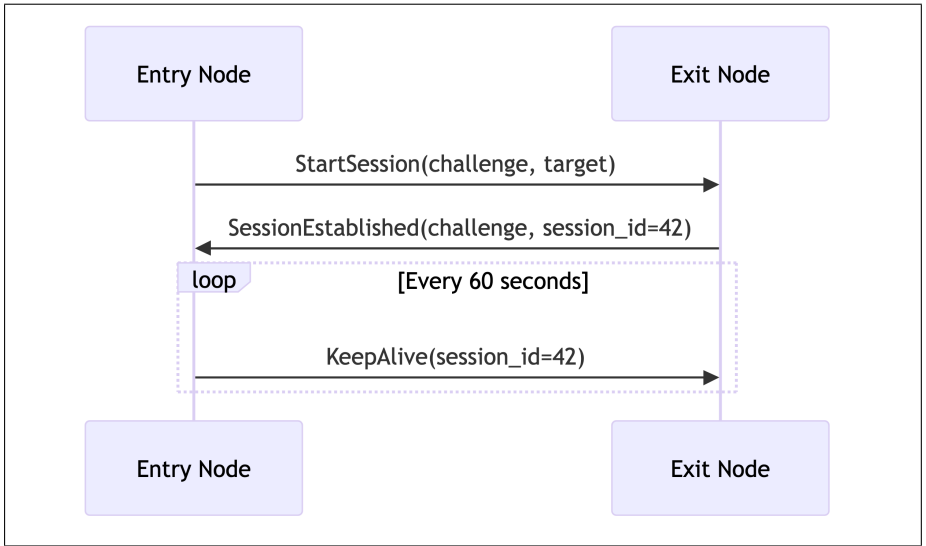 Entry Node
Exit Node
StartSession(challenge, target)
SessionEstablished(challenge, session_id=42)
loop
[Every 60 seconds]
KeepAlive(session_id=42)
Entry Node
Exit Node